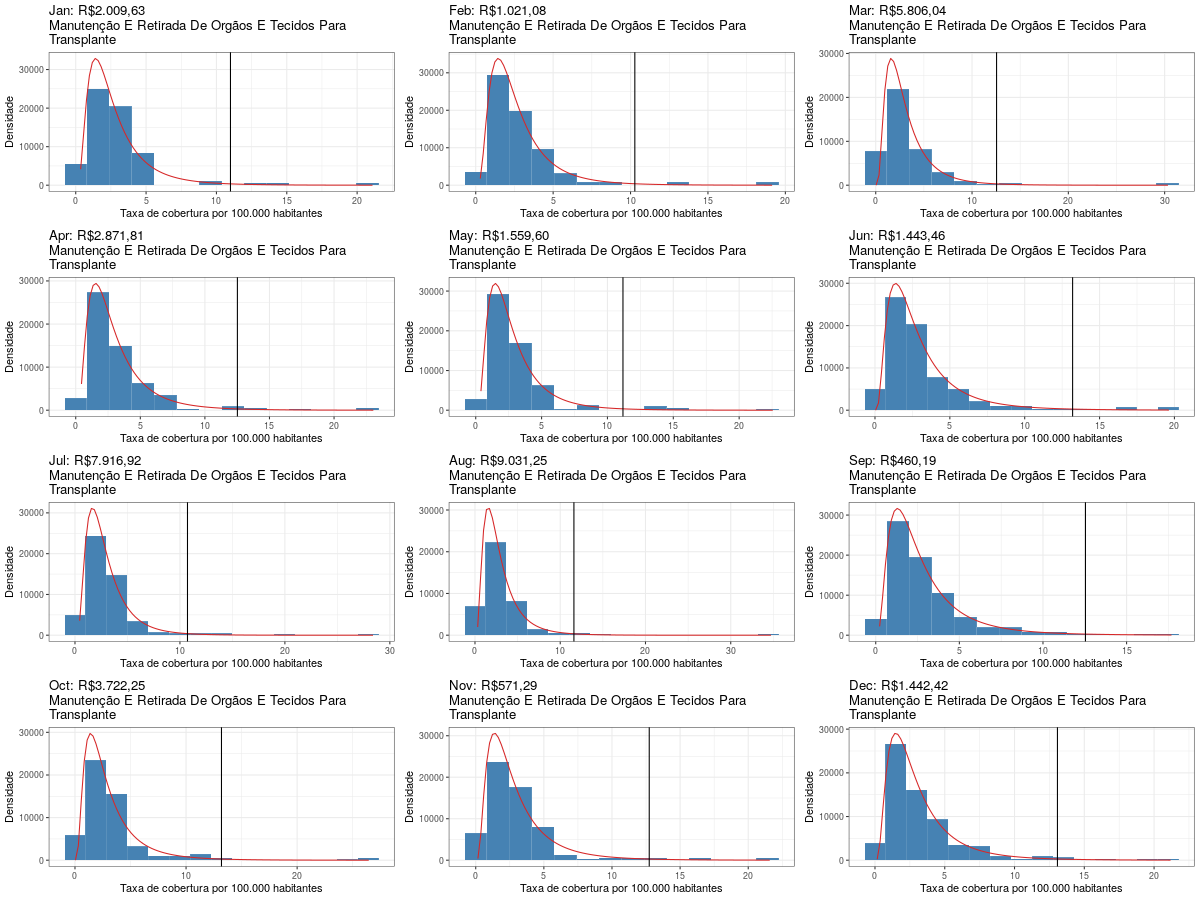 Jan: R$2.009,63
Manutenção E Retirada De Orgãos E Tecidos Para
Transplante
Densidade
30000
20000
10000
0
0 5 10 15 20
Taxa de cobertura por 100.000 habitantes
Feb: R$1.021,08
Manutenção E Retirada De Orgãos E Tecidos Para
Transplante
Densidade
30000
20000
10000
0
0 5 10 15 20
Taxa de cobertura por 100.000 habitantes
Mar: R$5.806,04
Manutenção E Retirada De Orgãos E Tecidos Para
Transplante
Densidade
30000
20000
10000
0
0 10 20 30
Taxa de cobertura por 100.000 habitantes
Apr: R$2.871,81
Manutenção E Retirada De Orgãos E Tecidos Para
Transplante
Densidade
30000
20000
10000
0
0 5 10 15 20
Taxa de cobertura por 100.000 habitantes
May: R$1.559,60
Manutenção E Retirada De Orgãos E Tecidos Para
Transplante
Densidade
30000
20000
10000
0
0 5 10 15 20
Taxa de cobertura por 100.000 habitantes
Jun: R$1.443,46
Manutenção E Retirada De Orgãos E Tecidos Para
Transplante
Densidade
30000
20000
10000
0
0 5 10 15 20
Taxa de cobertura por 100.000 habitantes
Jul: R$7.916,92
Manutenção E Retirada De Orgãos E Tecidos Para
Transplante
Densidade
30000
20000
10000
0
0 10 20 30
Taxa de cobertura por 100.000 habitantes
Aug: R$9.031,25
Manutenção E Retirada De Orgãos E Tecidos Para
Transplante
Densidade
30000
20000
10000
0
0 10 20 30
Taxa de cobertura por 100.000 habitantes
Sep: R$460,19
Manutenção E Retirada De Orgãos E Tecidos Para
Transplante
Densidade
30000
20000
10000
0
0 5 10 15
Taxa de cobertura por 100.000 habitantes
Oct: R$3.722,25
Manutenção E Retirada De Orgãos E Tecidos Para
Transplante
Densidade
30000
20000
10000
0
0 10 20
Taxa de cobertura por 100.000 habitantes
Nov: R$571,29
Manutenção E Retirada De Orgãos E Tecidos Para
Transplante
Densidade
30000
20000
10000
0
0 5 10 15 20
Taxa de cobertura por 100.000 habitantes
Dec: R$1.442,42
Manutenção E Retirada De Orgãos E Tecidos Para
Transplante
Densidade
30000
20000
10000
0
0 5 10 15 20
Taxa de cobertura por 100.000 habitantes